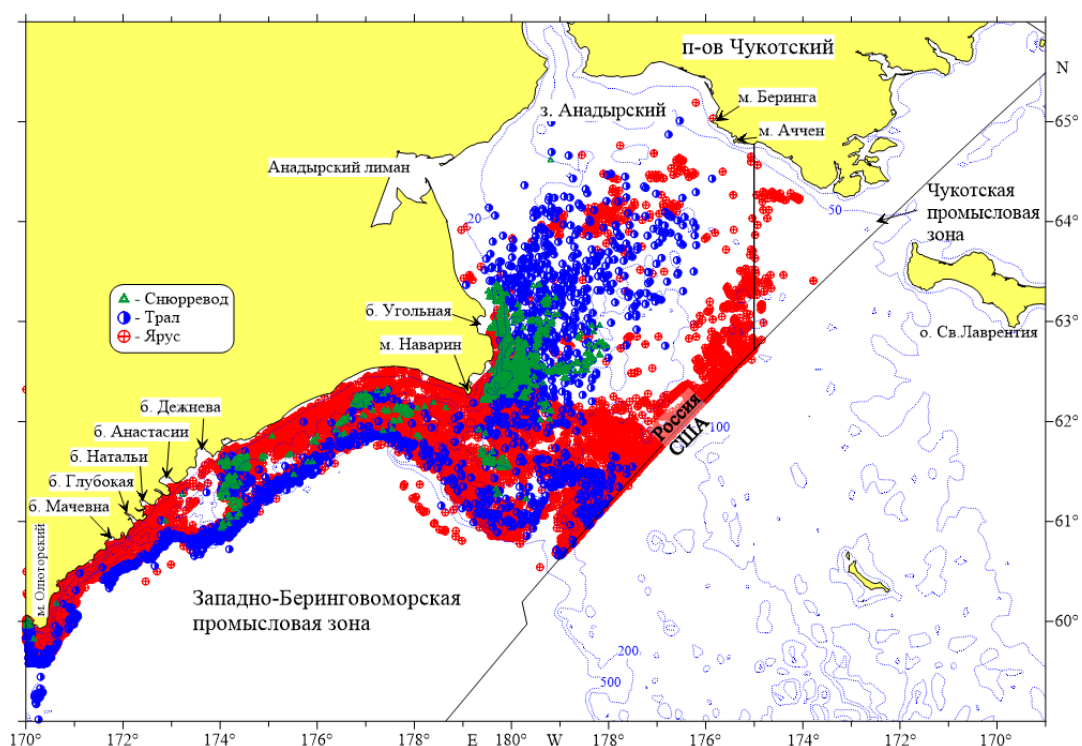 п-ов Чукотский
N
м. Беринга
з. Анадырский
65°
м. Аччен
Анадырский лиман
Чукотская
промысловая
зона
50
20
64°
- Снюрревод
- Трал
- Ярус
б. Угольная
63°
о. Св.Лаврентия
м. Наварин
Россия
США
100
62°
б. Дежнева
б. Анастасии
б. Натальи
б. Глубокая
б. Мачевна
61°
м. Олюторский
Западно-Беринговоморская
промысловая зона
60°
200
500
170°
172°
174°
176°
178°
E
180°
W
178°
176°
174°
172°
170°